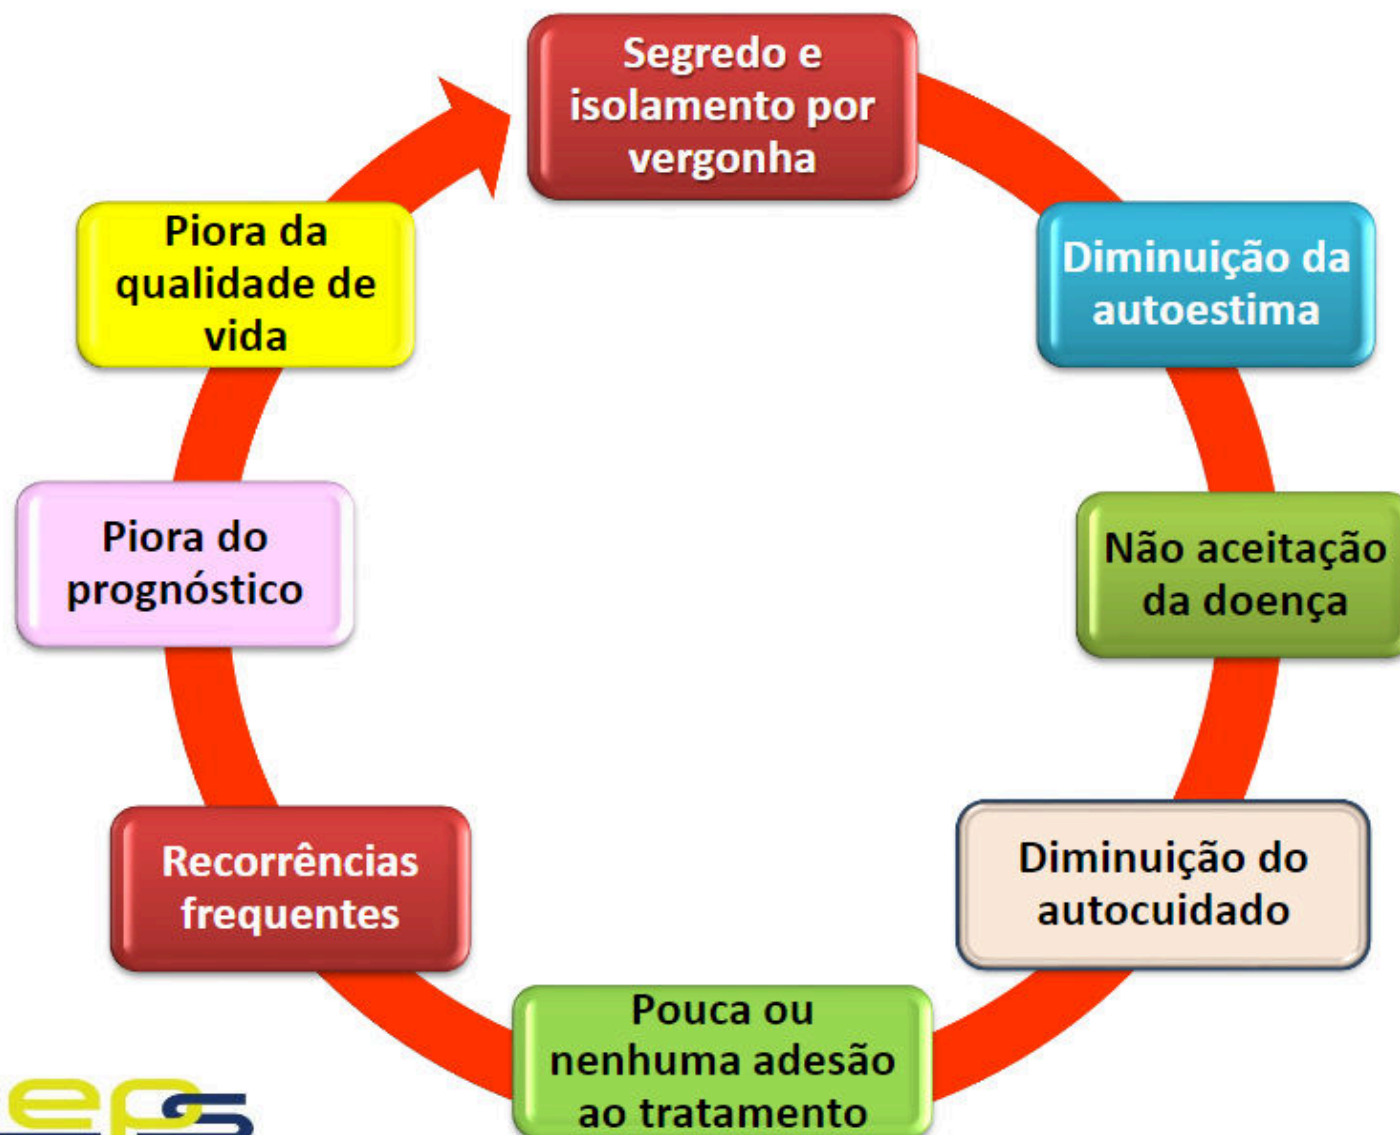 Segredo e
isolamento por
vergonha
Diminuição da
autoestima
Não aceitação
da doença
Diminuição do
autocuidado
Pouca ou
nenhuma adesão
ao tratamento
Recorrências
frequentes
Piora do
prognóstico
Piora da
qualidade de
vida
eps